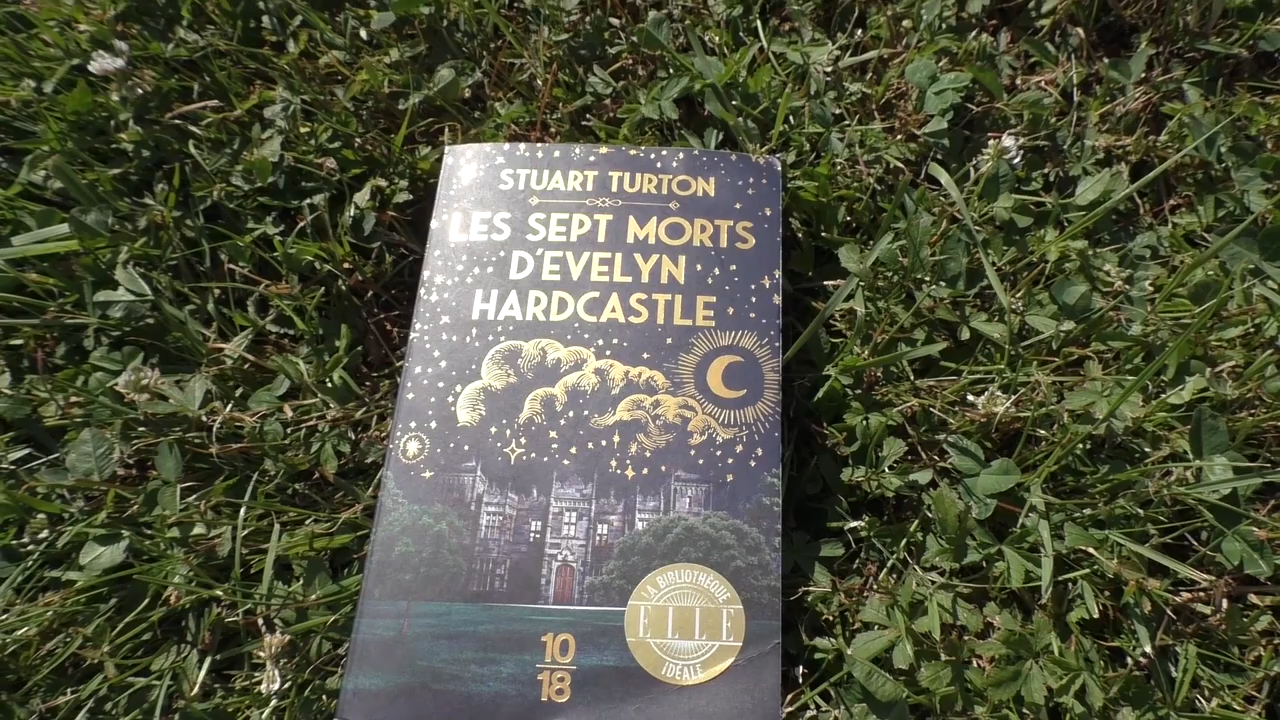 STUART TURTON
LES SEPT MORTS
D'EVELYN
HARDCASTLE
LA BIBLIOTHÈQUE
ELLE
IDÉALE
10
18